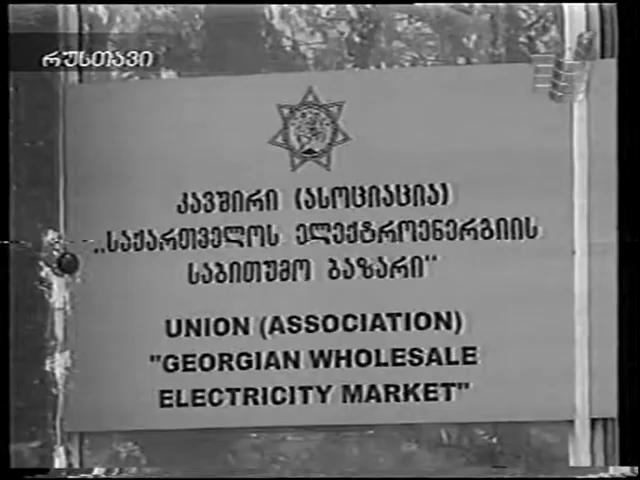 რუსთავი
კავშირი (ასოციაცია)
„საქართველოს ელექტროენერგიის
საბითუმო ბაზარი"
UNION (ASSOCIATION)
"GEORGIAN WHOLESALE
ELECTRICITY MARKET"